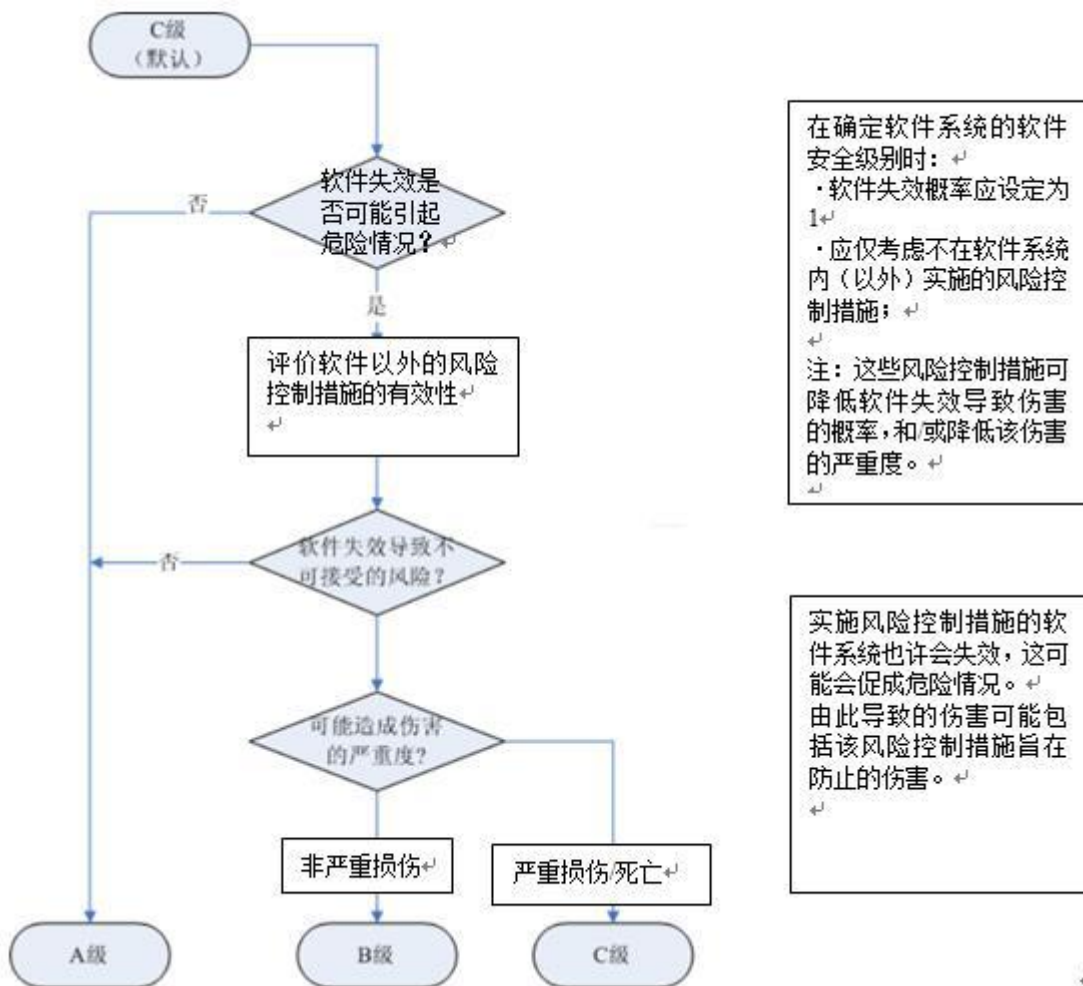 C级
（默认）
软件失效是
否可能引起
危险情况？
否
是
评价软件以外的风险
控制措施的有效性
软件失效导致不
可接受的风险？
否
可能造成伤害
的严重度？
非严重损伤
严重损伤/死亡
A级
B级
C级
在确定软件系统的软件
安全级别时：
·软件失效概率应设定为
1
·应仅考虑不在软件系统
内（以外）实施的风险控
制措施；
注：这些风险控制措施可
降低软件失效导致伤害
的概率，和/或降低该伤害
的严重度。
实施风险控制措施的软
件系统也许会失效，这可
能会促成危险情况。
由此导致的伤害可能包
括该风险控制措施旨在
防止的伤害。